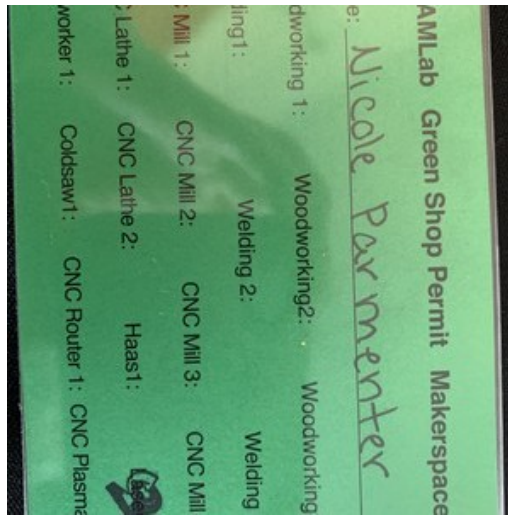 AMLab Green Shop Permit Makerspace
e: Nicole Parmenter
dworking 1: Woodworking2: Woodworking
ding1: Welding 2: Welding
C Mill 1: CNC Mill 2: CNC Mill 3: CNC Mill
C Lathe 1: CNC Lathe 2: Haas1:
worker 1: Coldsaw1: CNC Router 1: CNC Plasma